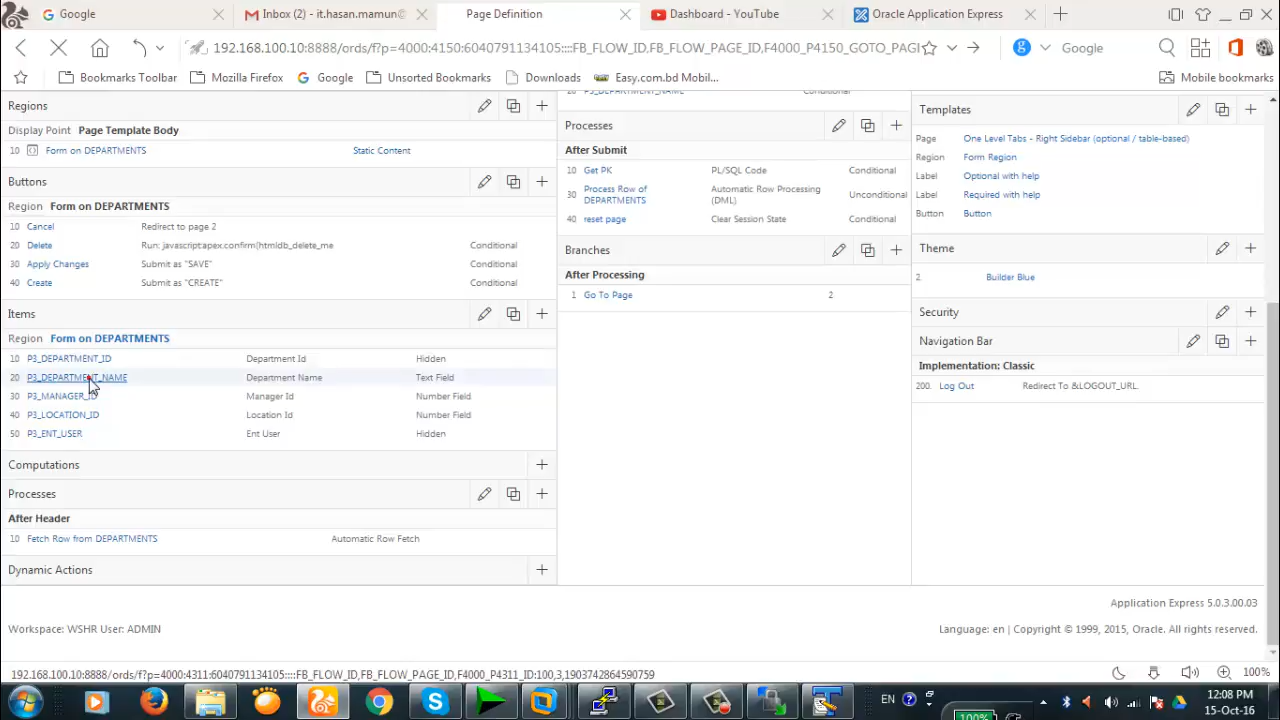 Google
Inbox (2) - it.hasan.mamun@
Page Definition
Dashboard - YouTube
Oracle Application Express
192.168.100.10:8888/ords/f?p=4000:4150:6040791134105::::FB_FLOW_ID,FB_FLOW_PAGE_ID,F4000_P4150_GOTO_PAGI
Google
Bookmarks Toolbar
Mozilla Firefox
Google
Unsorted Bookmarks
Downloads
Easy.com.bd Mobil...
Mobile bookmarks
Regions
Display Point Page Template Body
10 Form on DEPARTMENTS Static Content
Buttons
Region Form on DEPARTMENTS
10 Cancel Redirect to page 2
20 Delete Run: javascript:apex.confirm(htmldb_delete_me Conditional
30 Apply Changes Submit as "SAVE" Conditional
40 Create Submit as "CREATE" Conditional
Items
Region Form on DEPARTMENTS
10 P3_DEPARTMENT_ID Department Id Hidden
20 P3_DEPARTMENT_NAME Department Name Text Field
30 P3_MANAGER_ID Manager Id Number Field
40 P3_LOCATION_ID Location Id Number Field
50 P3_ENT_USER Ent User Hidden
Computations
Processes
After Header
10 Fetch Row from DEPARTMENTS Automatic Row Fetch
Dynamic Actions
20 P3_DEPARTMENT_NAME Conditional
Processes
After Submit
10 Get PK PL/SQL Code Conditional
30 Process Row of DEPARTMENTS Automatic Row Processing (DML) Unconditional
40 reset page Clear Session State Conditional
Branches
After Processing
1 Go To Page 2
Templates
Page One Level Tabs - Right Sidebar (optional / table-based)
Region Form Region
Label Optional with help
Label Required with help
Button Button
Theme
2. Builder Blue
Security
Navigation Bar
Implementation: Classic
200. Log Out Redirect To &LOGOUT_URL.
Application Express 5.0.3.00.03
Workspace: WSHR User: ADMIN
Language: en | Copyright © 1999, 2015, Oracle. All rights reserved.
192.168.100.10:8888/ords/f?p=4000:4311:6040791134105::::FB_FLOW_ID,FB_FLOW_PAGE_ID,F4000_P4311_ID:100,3,1903742864590759
100%
EN
100%
12:08 PM
15-Oct-16